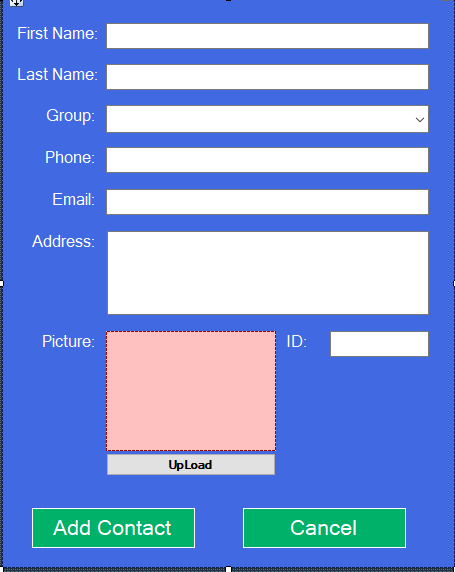 First Name:
Last Name:
Group:
Phone:
Email:
Address:
Picture:
ID:
UpLoad
Add Contact
Cancel